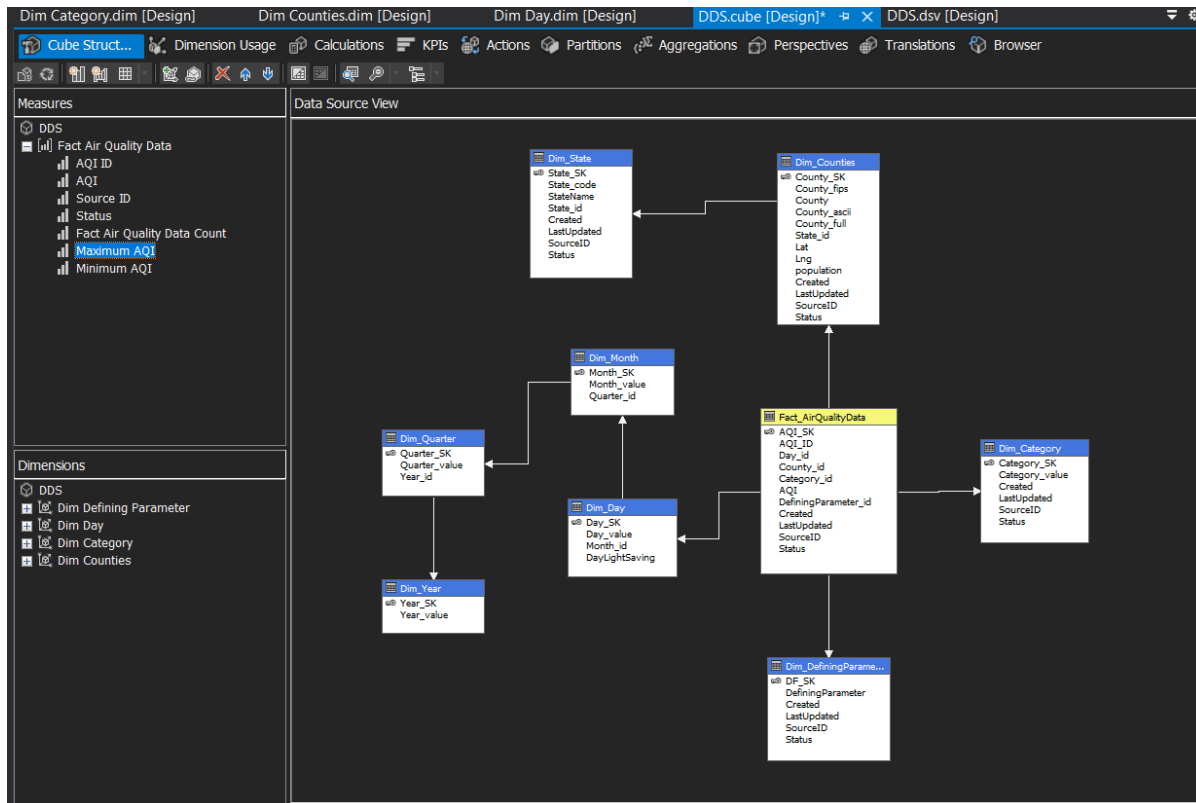 Dim Category.dim [Design]
Dim Counties.dim [Design]
Dim Day.dim [Design]
DDS.cube [Design]*
DDS.dsv [Design]
Cube Struct...
Dimension Usage
Calculations
KPIs
Actions
Partitions
Aggregations
Perspectives
Translations
Browser
Measures
DDS
Fact Air Quality Data
AQI ID
AQI
Source ID
Status
Fact Air Quality Data Count
Maximum AQI
Minimum AQI
Dimensions
DDS
Dim Defining Parameter
Dim Day
Dim Category
Dim Counties
Data Source View
Dim_State
State_SK
State_code
StateName
State_id
Created
LastUpdated
SourceID
Status
Dim_Counties
County_SK
County_fips
County
County_ascii
County_full
State_id
Lat
Lng
population
Created
LastUpdated
SourceID
Status
Dim_Month
Month_SK
Month_value
Quarter_id
Dim_Quarter
Quarter_SK
Quarter_value
Year_id
Fact_AirQualityData
AQI_SK
AQI_ID
Day_id
County_id
Category_id
AQI
DefiningParameter_id
Created
LastUpdated
SourceID
Status
Dim_Category
Category_SK
Category_value
Created
LastUpdated
SourceID
Status
Dim_Day
Day_SK
Day_value
Month_id
DayLightSaving
Dim_Year
Year_SK
Year_value
Dim_DefiningParame...
DF_SK
DefiningParameter
Created
LastUpdated
SourceID
Status